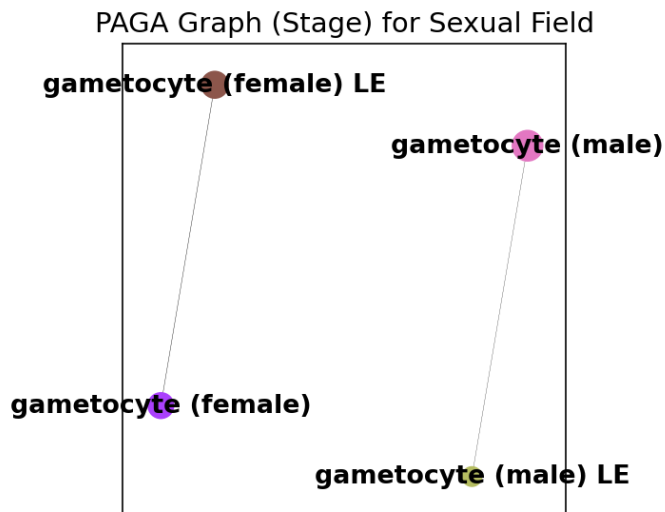 PAGA Graph (Stage) for Sexual Field
gametocyte (female) LE
gametocyte (male)
gametocyte (female)
gametocyte (male) LE